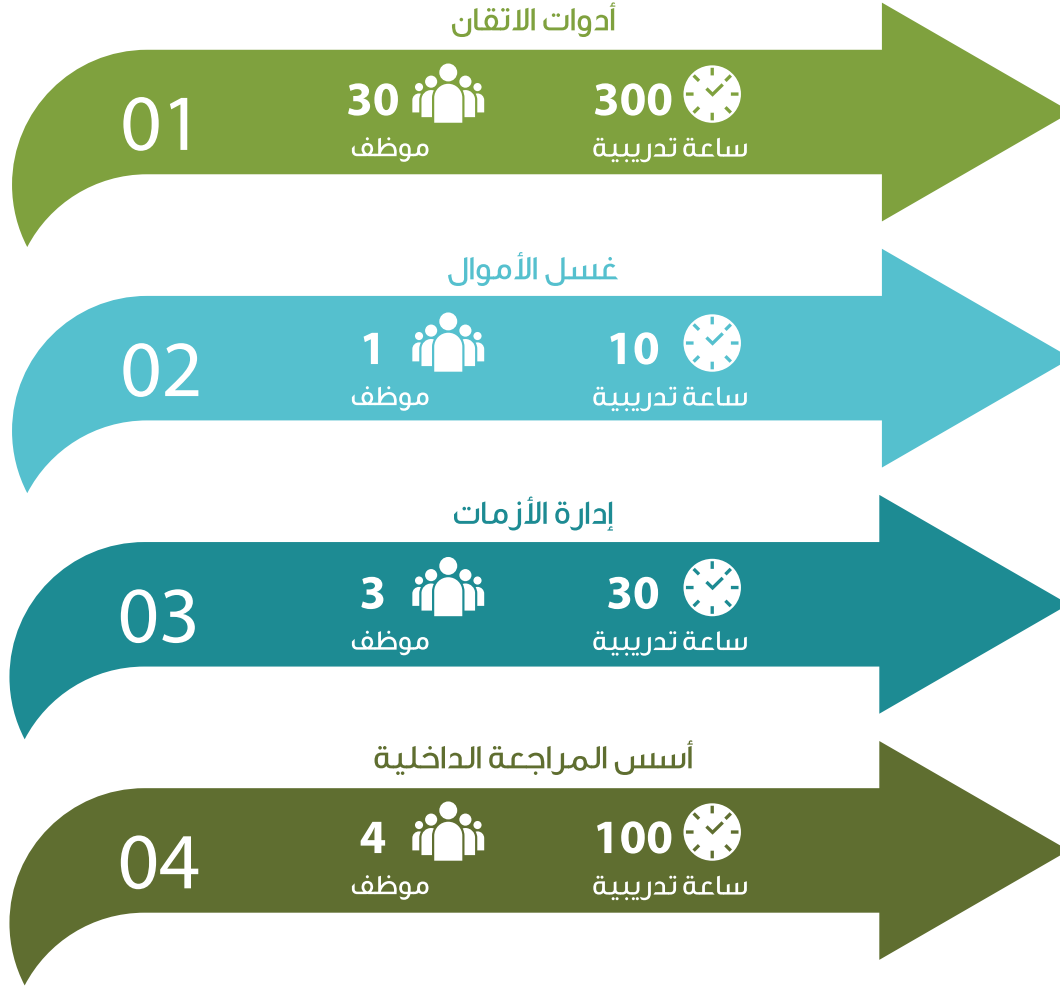 أدوات الاتقان
01
300 30
ساعة تدريبية موظف
غسل الأموال
02
10 1
ساعة تدريبية موظف
إدارة الأزمات
03
30 3
ساعة تدريبية موظف
أسس المراجعة الداخلية
04
100 4
ساعة تدريبية موظف